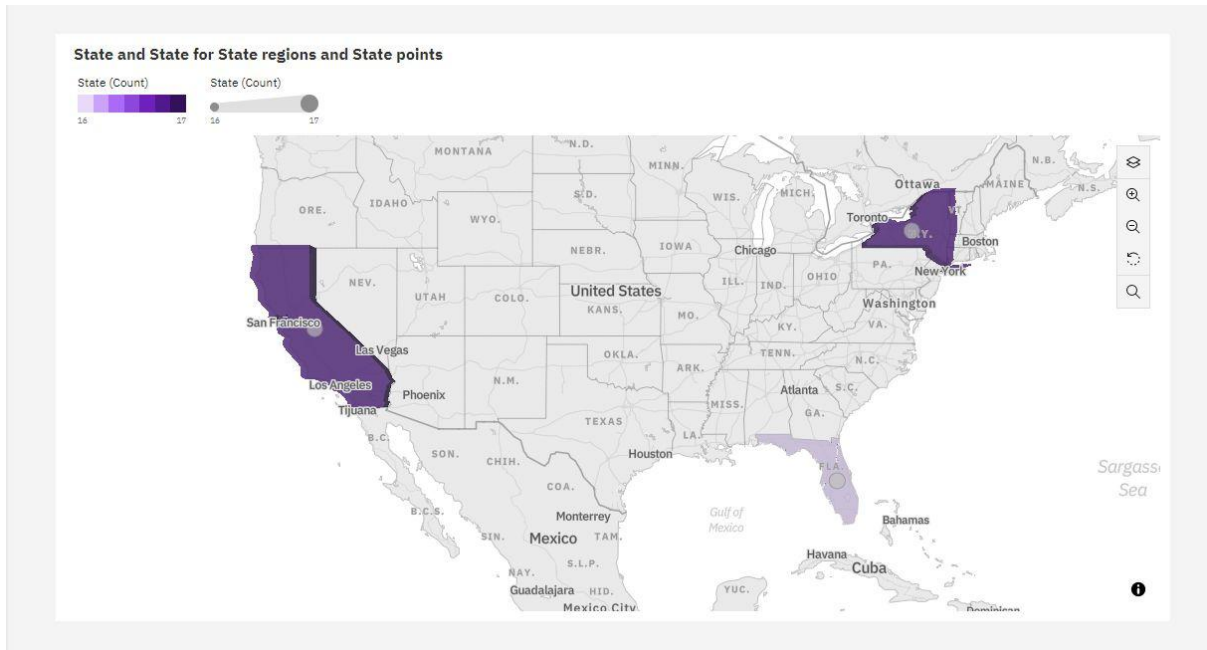 State and State for State regions and State points
State (Count)
State (Count)
16
17
16
17
MONTANA
N.D.
MINN.
N.B.
Ottawa
MAINE
N.S.
ORE.
IDAHO
S.D.
WIS.
MICH.
VT.
WYO.
Toronto
N.Y.
Boston
NEBR.
IOWA
Chicago
PA.
New York
NEV.
UTAH
COLO.
United States
ILL.
IND.
OHIO
Washington
San Francisco
KANS.
MO.
KY.
VA.
Las Vegas
OKLA.
TENN.
N.C.
Los Angeles
Phoenix
N.M.
ARK.
Atlanta
S.C.
Tijuana
MISS.
GA.
TEXAS
B.C.
LA.
SON.
CHIH.
Houston
FLA.
Sargass
Sea
COA.
B.C.S.
Monterrey
Gulf of
Mexico
Bahamas
SIN.
Mexico
TAM.
Havana
Cuba
NAY.
S.L.P.
Guadalajara
HID.
YUC.
Mexico City
Dominican